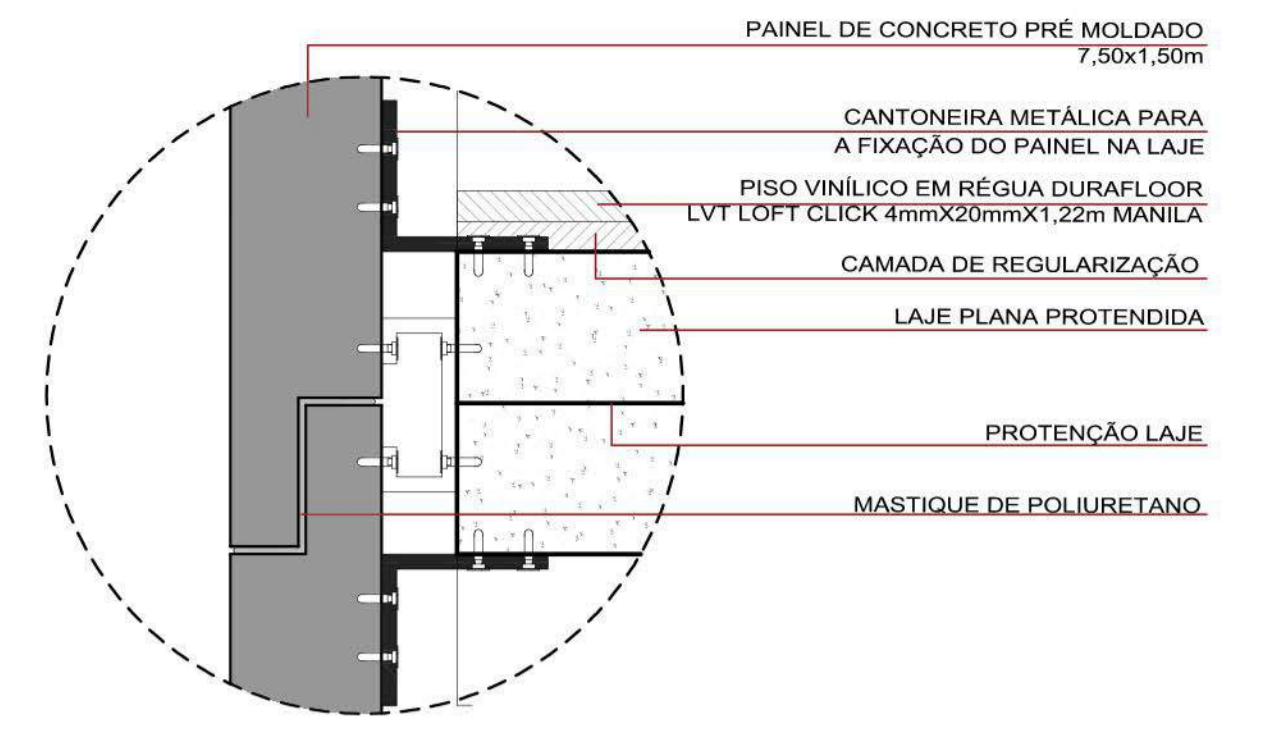 PAINEL DE CONCRETO PRÉ MOLDADO
7,50x1,50m
CANTONEIRA METÁLICA PARA
A FIXAÇÃO DO PAINEL NA LAJE
PISO VINÍLICO EM RÉGUA DURAFLOOR
LVT LOFT CLICK 4mmX20mmX1,22m MANILA
CAMADA DE REGULARIZAÇÃO
LAJE PLANA PROTENDIDA
PROTENÇÃO LAJE
MASTIQUE DE POLIURETANO